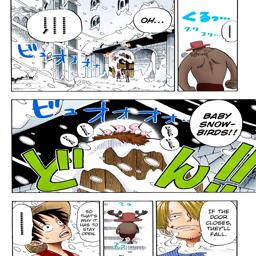 くるっ…
OH...
!!!!
ビュオオオオ
BABY
SNOW-
BIRDS!!
ビュオオオオ
どん!!
IF THE
DOOR
CLOSES,
THEY'LL
FALL.
SO
THAT'S
WHY IT
HAS TO
STAY
OPEN.